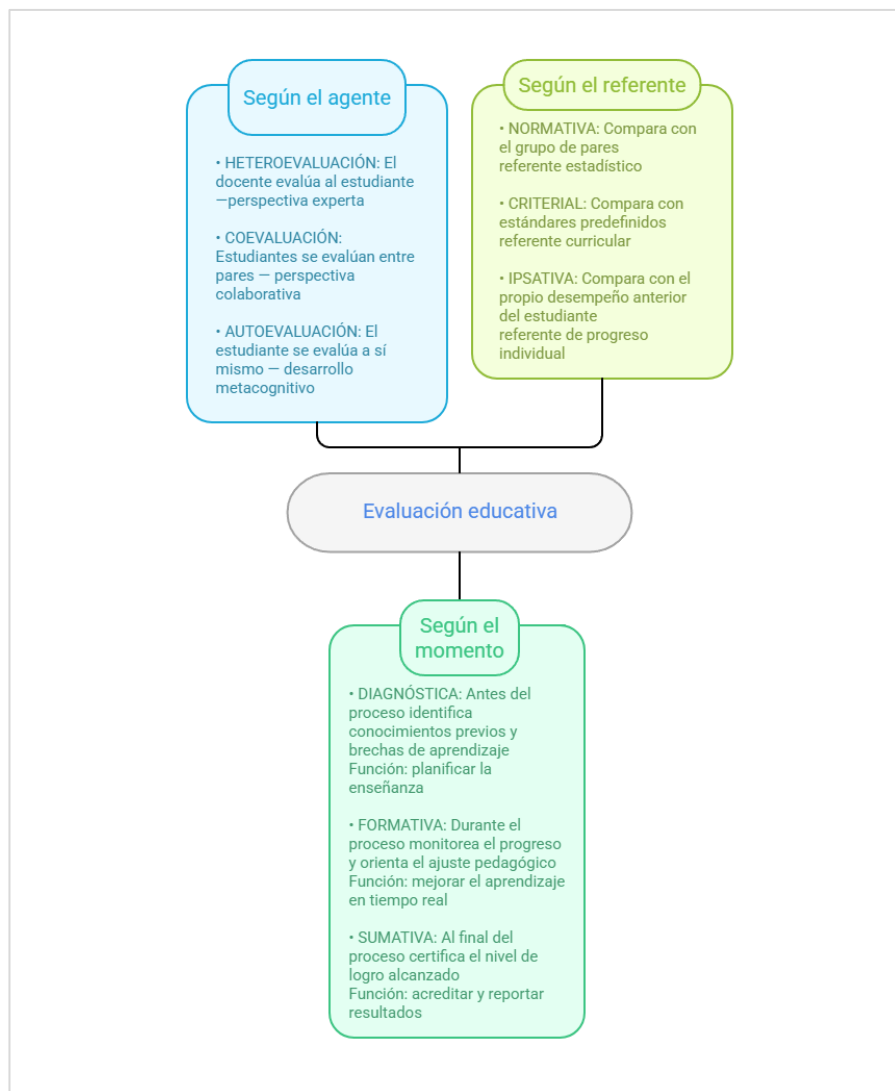 Según el agente
• HETEROEVALUACIÓN: El
docente evalúa al estudiante
—perspectiva experta
• COEVALUACIÓN:
Estudiantes se evalúan entre
pares — perspectiva
colaborativa
• AUTOEVALUACIÓN: El
estudiante se evalúa a sí
mismo — desarrollo
metacognitivo
Según el referente
• NORMATIVA: Compara con
el grupo de pares
referente estadístico
• CRITERIAL: Compara con
estándares predefinidos
referente curricular
• IPSATIVA: Compara con el
propio desempeño anterior
del estudiante
referente de progreso
individual
Evaluación educativa
Según el
momento
• DIAGNÓSTICA: Antes del
proceso identifica
conocimientos previos y
brechas de aprendizaje
Función: planificar la
enseñanza
• FORMATIVA: Durante el
proceso monitorea el progreso
y orienta el ajuste pedagógico
Función: mejorar el aprendizaje
en tiempo real
• SUMATIVA: Al final del
proceso certifica el nivel de
logro alcanzado
Función: acreditar y reportar
resultados